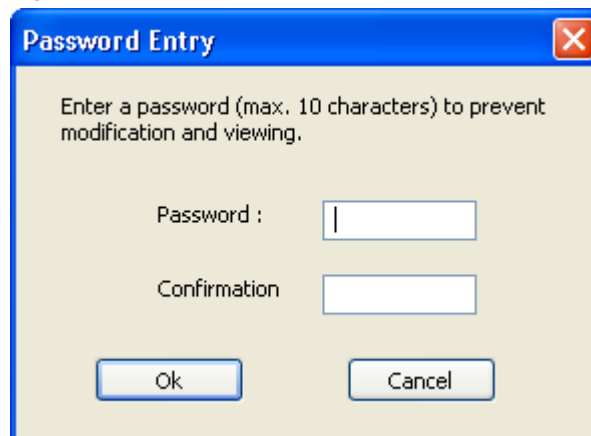 Password Entry
Enter a password (max. 10 characters) to prevent
modification and viewing.
Password :
Confirmation
Ok
Cancel